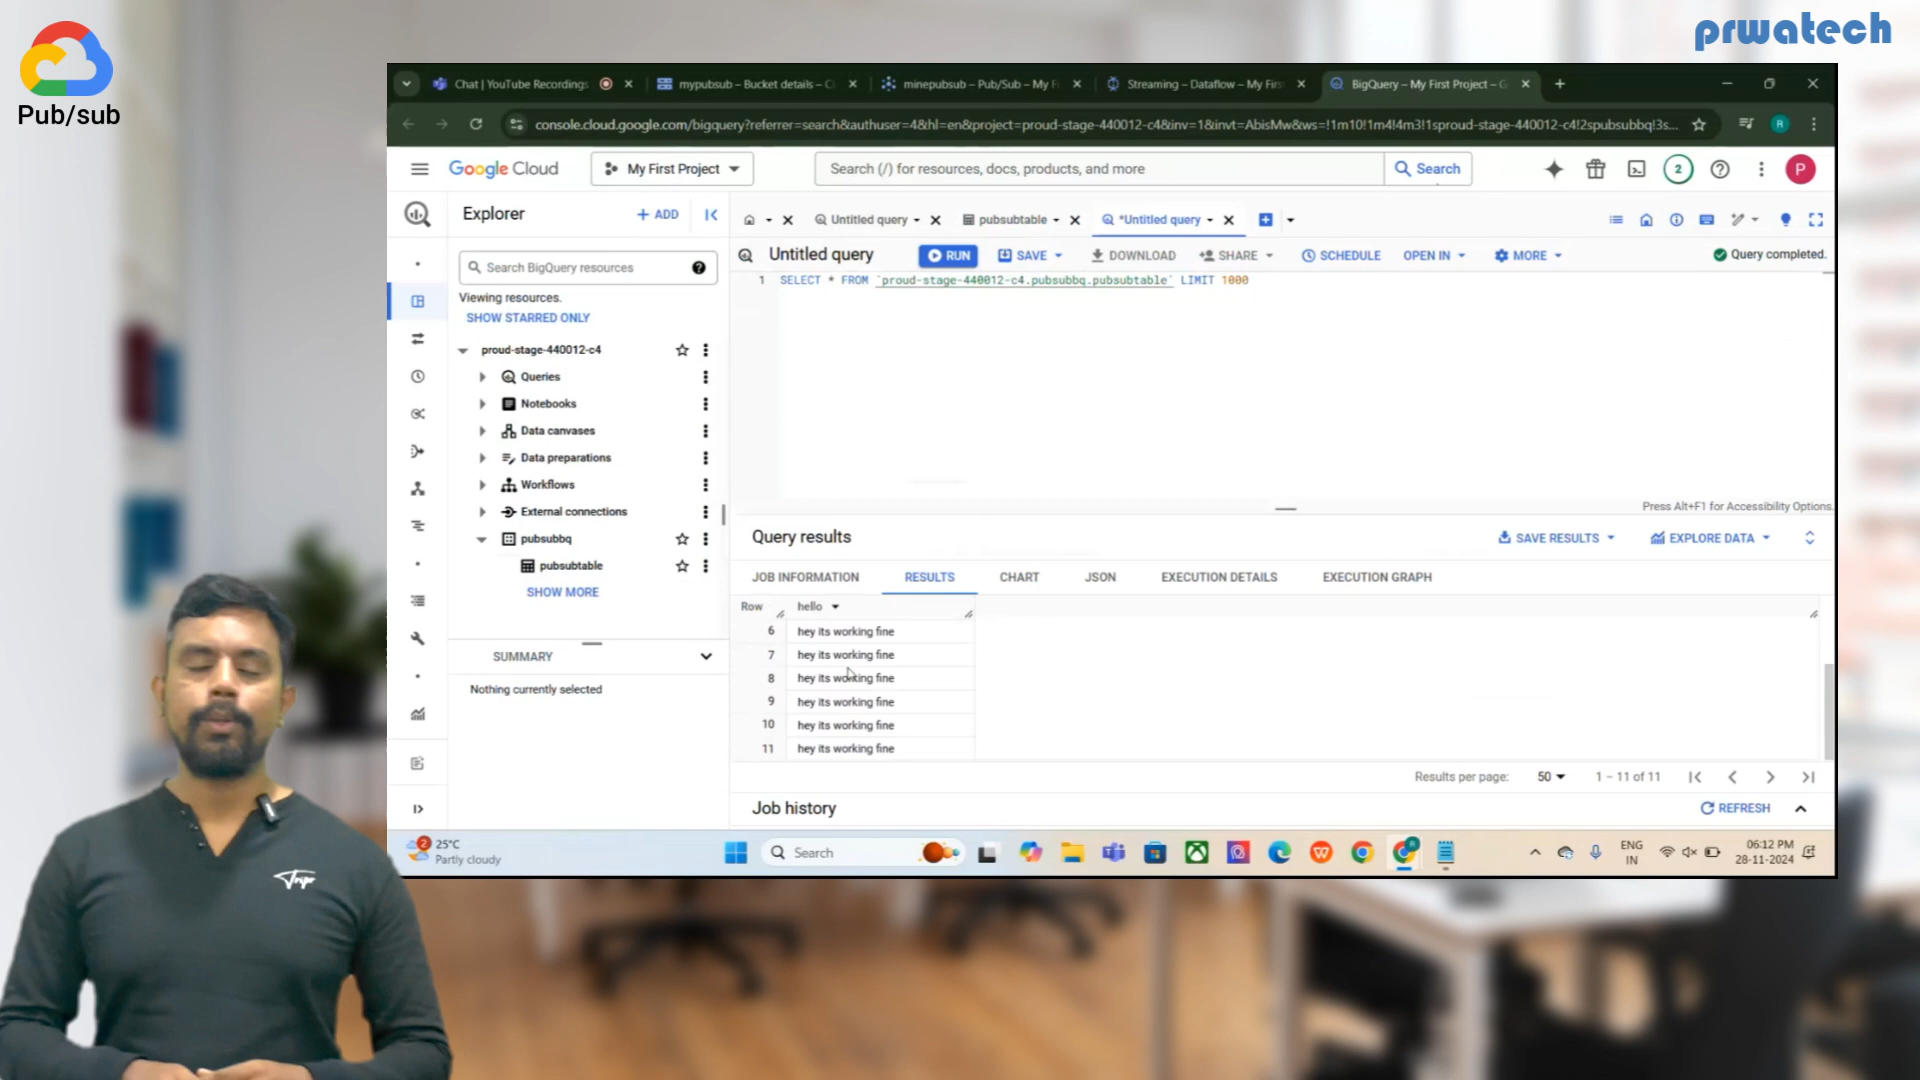 Pub/sub
prwatech
Chat | YouTube Recordings
mypubsub – Bucket details – C
minepubsub – Pub/Sub – My F
Streaming – Dataflow – My Firs
BigQuery – My First Project – G
console.cloud.google.com/bigquery?referrer=search&authuser=4&hl=en&project=proud-stage-440012-c4&inv=1&invt=AbisMw&ws=!1m10!1m4!4m3!1sproud-stage-440012-c4!2spubsubbq!3s...
R
Google Cloud
My First Project
Search (/) for resources, docs, products, and more
Search
2
P
Explorer
+ ADD
Untitled query
pubsubtable
*Untitled query
Untitled query
RUN
SAVE
DOWNLOAD
SHARE
SCHEDULE
OPEN IN
MORE
Query completed.
Search BigQuery resources
1 SELECT * FROM `proud-stage-440012-c4.pubsubbq.pubsubtable` LIMIT 1000
Viewing resources.
SHOW STARRED ONLY
proud-stage-440012-c4
Queries
Notebooks
Data canvases
Data preparations
Workflows
External connections
pubsubbq
pubsubtable
SHOW MORE
SUMMARY
Nothing currently selected
Press Alt+F1 for Accessibility Options.
Query results
SAVE RESULTS
EXPLORE DATA
JOB INFORMATION
RESULTS
CHART
JSON
EXECUTION DETAILS
EXECUTION GRAPH
Row hello
6 hey its working fine
7 hey its working fine
8 hey its working fine
9 hey its working fine
10 hey its working fine
11 hey its working fine
Results per page: 50 1 – 11 of 11
Job history
REFRESH
2
25°C
Partly cloudy
Search
ENG
IN
06:12 PM
28-11-2024
Trip